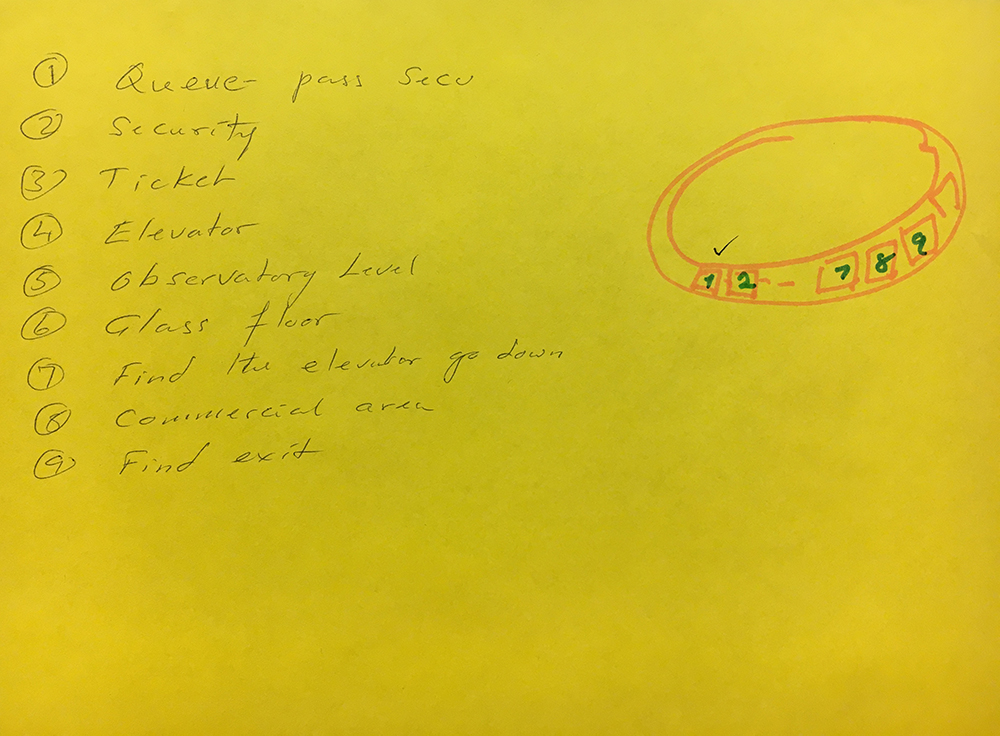 ① Queue- pass Secu
② Security
③ Ticket
④ Elevator
⑤ Observatory Level
⑥ Glass floor
⑦ Find the elevator go down
⑧ Commercial area
⑨ Find exit
✓
1 2 -- 7 8 9